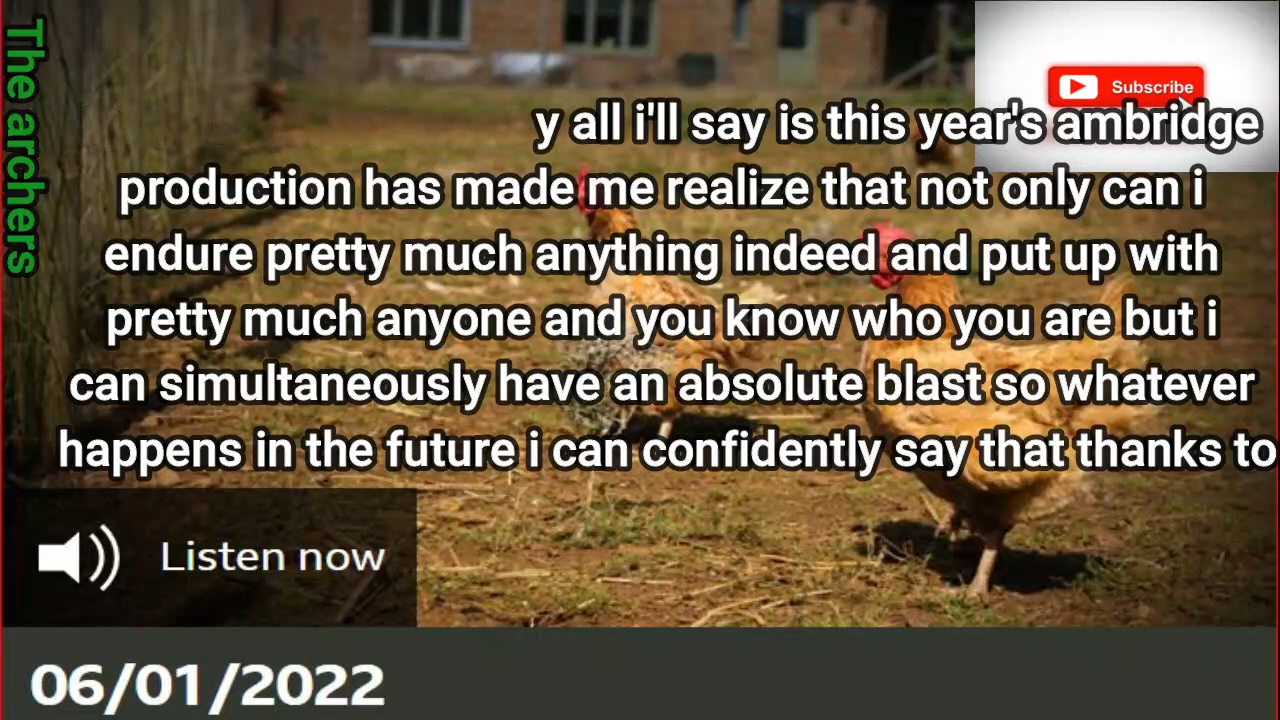 The archers
Subscribe
y all i'll say is this year's ambridge
production has made me realize that not only can i
endure pretty much anything indeed and put up with
pretty much anyone and you know who you are but i
can simultaneously have an absolute blast so whatever
happens in the future i can confidently say that thanks to
Listen now
06/01/2022